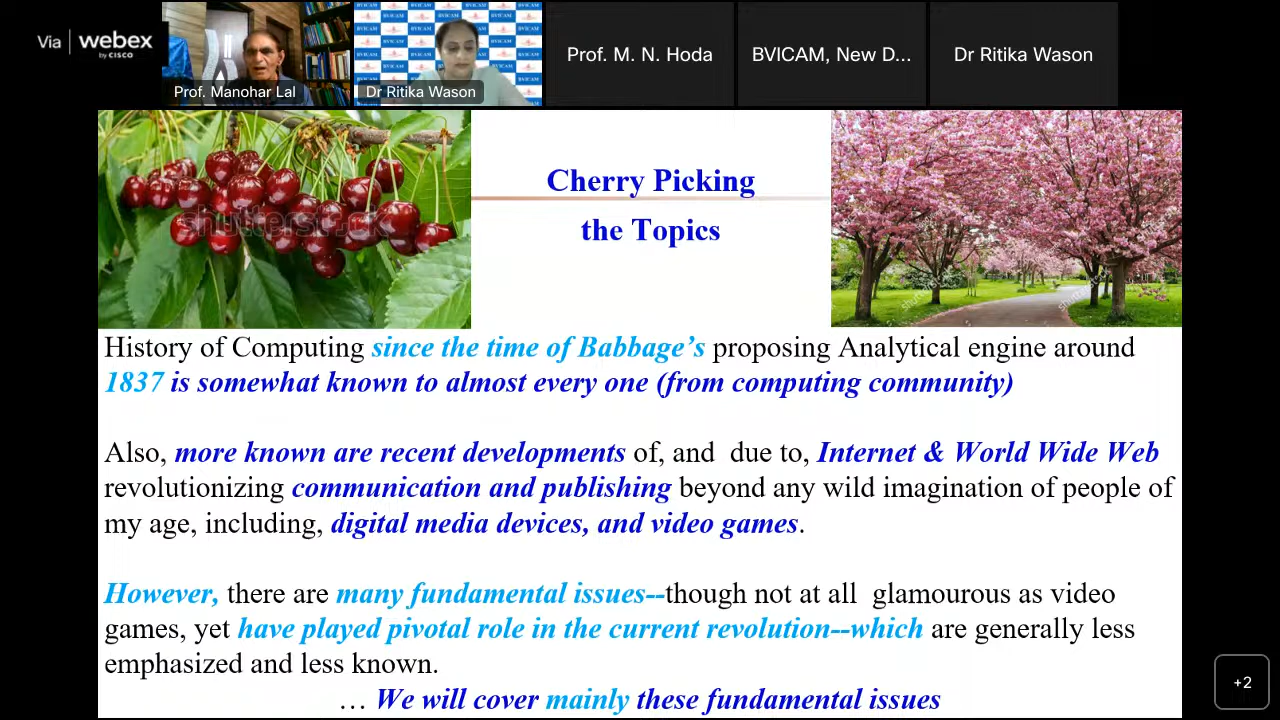 Via webex
by CISCO
Prof. Manohar Lal
Dr Ritika Wason
Prof. M. N. Hoda
BVICAM, New D...
Dr Ritika Wason
BVICAM
shutterstock
shutterstock
Cherry Picking
the Topics
History of Computing since the time of Babbage’s proposing Analytical engine around
1837 is somewhat known to almost every one (from computing community)
Also, more known are recent developments of, and due to, Internet & World Wide Web
revolutionizing communication and publishing beyond any wild imagination of people of
my age, including, digital media devices, and video games.
However, there are many fundamental issues--though not at all glamourous as video
games, yet have played pivotal role in the current revolution--which are generally less
emphasized and less known.
… We will cover mainly these fundamental issues
+2